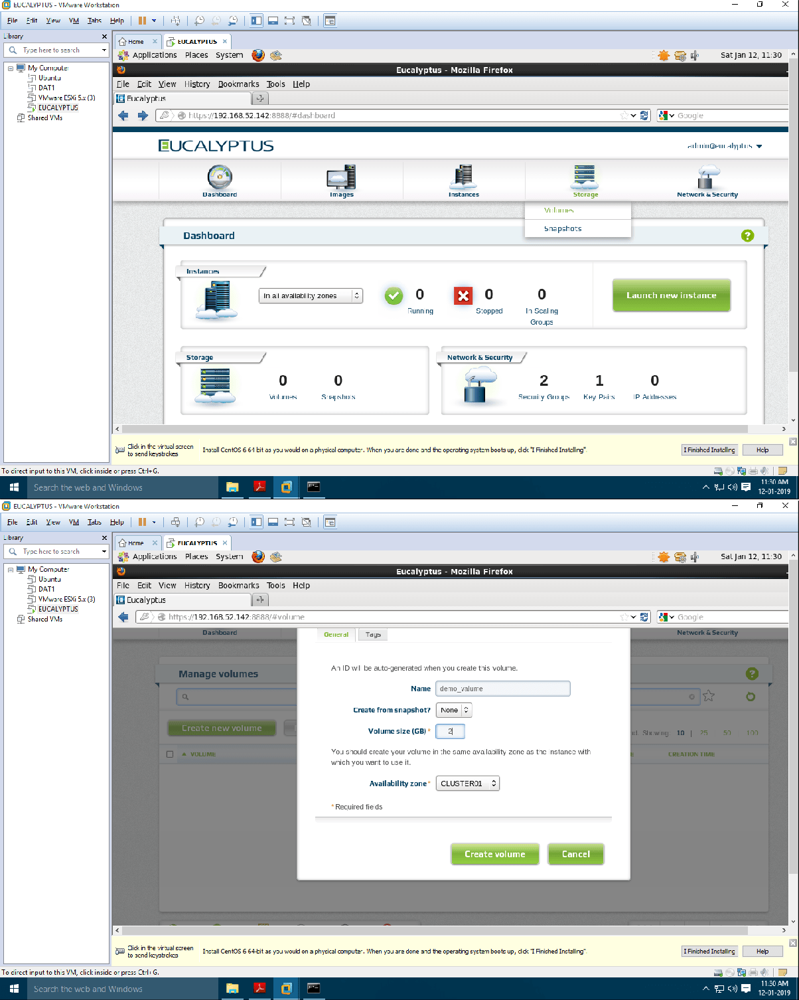 EUCALYPTUS - VMware Workstation
File Edit View VM Tabs Help
Library
Type here to search
My Computer
Ubuntu
DAT1
VMware ESXi 5.x (3)
EUCALYPTUS
Shared VMs
Home EUCALYPTUS
Applications Places System Sat Jan 12, 11:30
Eucalyptus - Mozilla Firefox
File Edit View History Bookmarks Tools Help
Eucalyptus
https://192.168.52.142:8888/#dashboard Google
EUCALYPTUS admin@eucalyptus
Dashboard Images Instances Storage Network & Security
Volumes
Snapshots
Dashboard
Instances
In all availability zones 0 0 0 Launch new instance
Running Stopped In Scaling
Groups
Storage Network & Security
0 0 2 1 0
Volumes Snapshots Security Groups Key Pairs IP Addresses
Click in the virtual screen
to send keystrokes
Install CentOS 6 64-bit as you would on a physical computer. When you are done and the operating system boots up, click "I Finished Installing". I Finished Installing Help
To direct input to this VM, click inside or press Ctrl+G.
Search the web and Windows 11:30 AM
12-01-2019
EUCALYPTUS - VMware Workstation
File Edit View VM Tabs Help
Library
Type here to search
My Computer
Ubuntu
DAT1
VMware ESXi 5.x (3)
EUCALYPTUS
Shared VMs
Home EUCALYPTUS
Applications Places System Sat Jan 12, 11:30
Eucalyptus - Mozilla Firefox
File Edit View History Bookmarks Tools Help
Eucalyptus
https://192.168.52.142:8888/#volume Google
Dashboard Network & Security
General Tags
Manage volumes
An ID will be auto-generated when you create this volume.
Name demo_valume
Create from snapshot? None
Volume size (GB) * 2
Create new volume
Showing: 10 | 25 50 100
VOLUME CREATION TIME
You should create your volume in the same availability zone as the instance with
which you want to use it.
Availability zone * CLUSTER01
* Required fields
Create volume Cancel
Click in the virtual screen
to send keystrokes
Install CentOS 6 64-bit as you would on a physical computer. When you are done and the operating system boots up, click "I Finished Installing". I Finished Installing Help
To direct input to this VM, click inside or press Ctrl+G.
Search the web and Windows 11:30 AM
12-01-2019